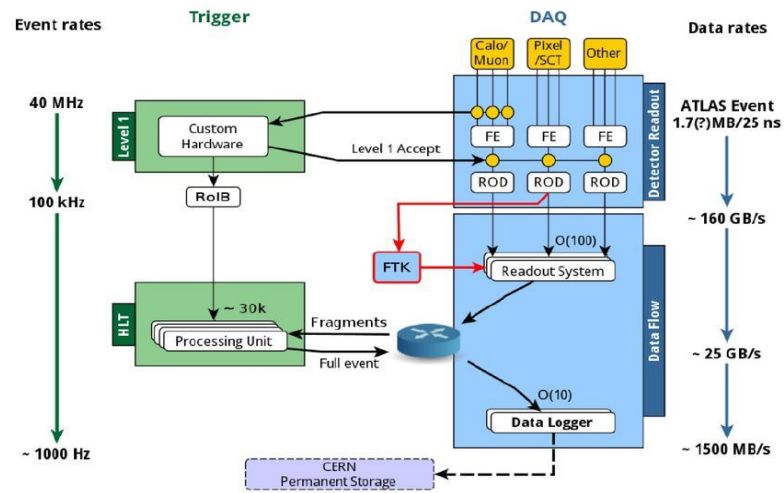 Event rates
Trigger
DAQ
Data rates
Calo/
Muon
Pixel
/SCT
Other
40 MHz
Level 1
Custom
Hardware
FE
FE
FE
Level 1 Accept
ROD
ROD
ROD
Detector Readout
ATLAS Event
1.7(?)MB/25 ns
100 kHz
RoIB
~ 160 GB/s
O(100)
FTK
Readout System
HLT
~ 30k
Processing Unit
Fragments
Full event
Data Flow
~ 25 GB/s
O(10)
Data Logger
~ 1000 Hz
~ 1500 MB/s
CERN
Permanent Storage